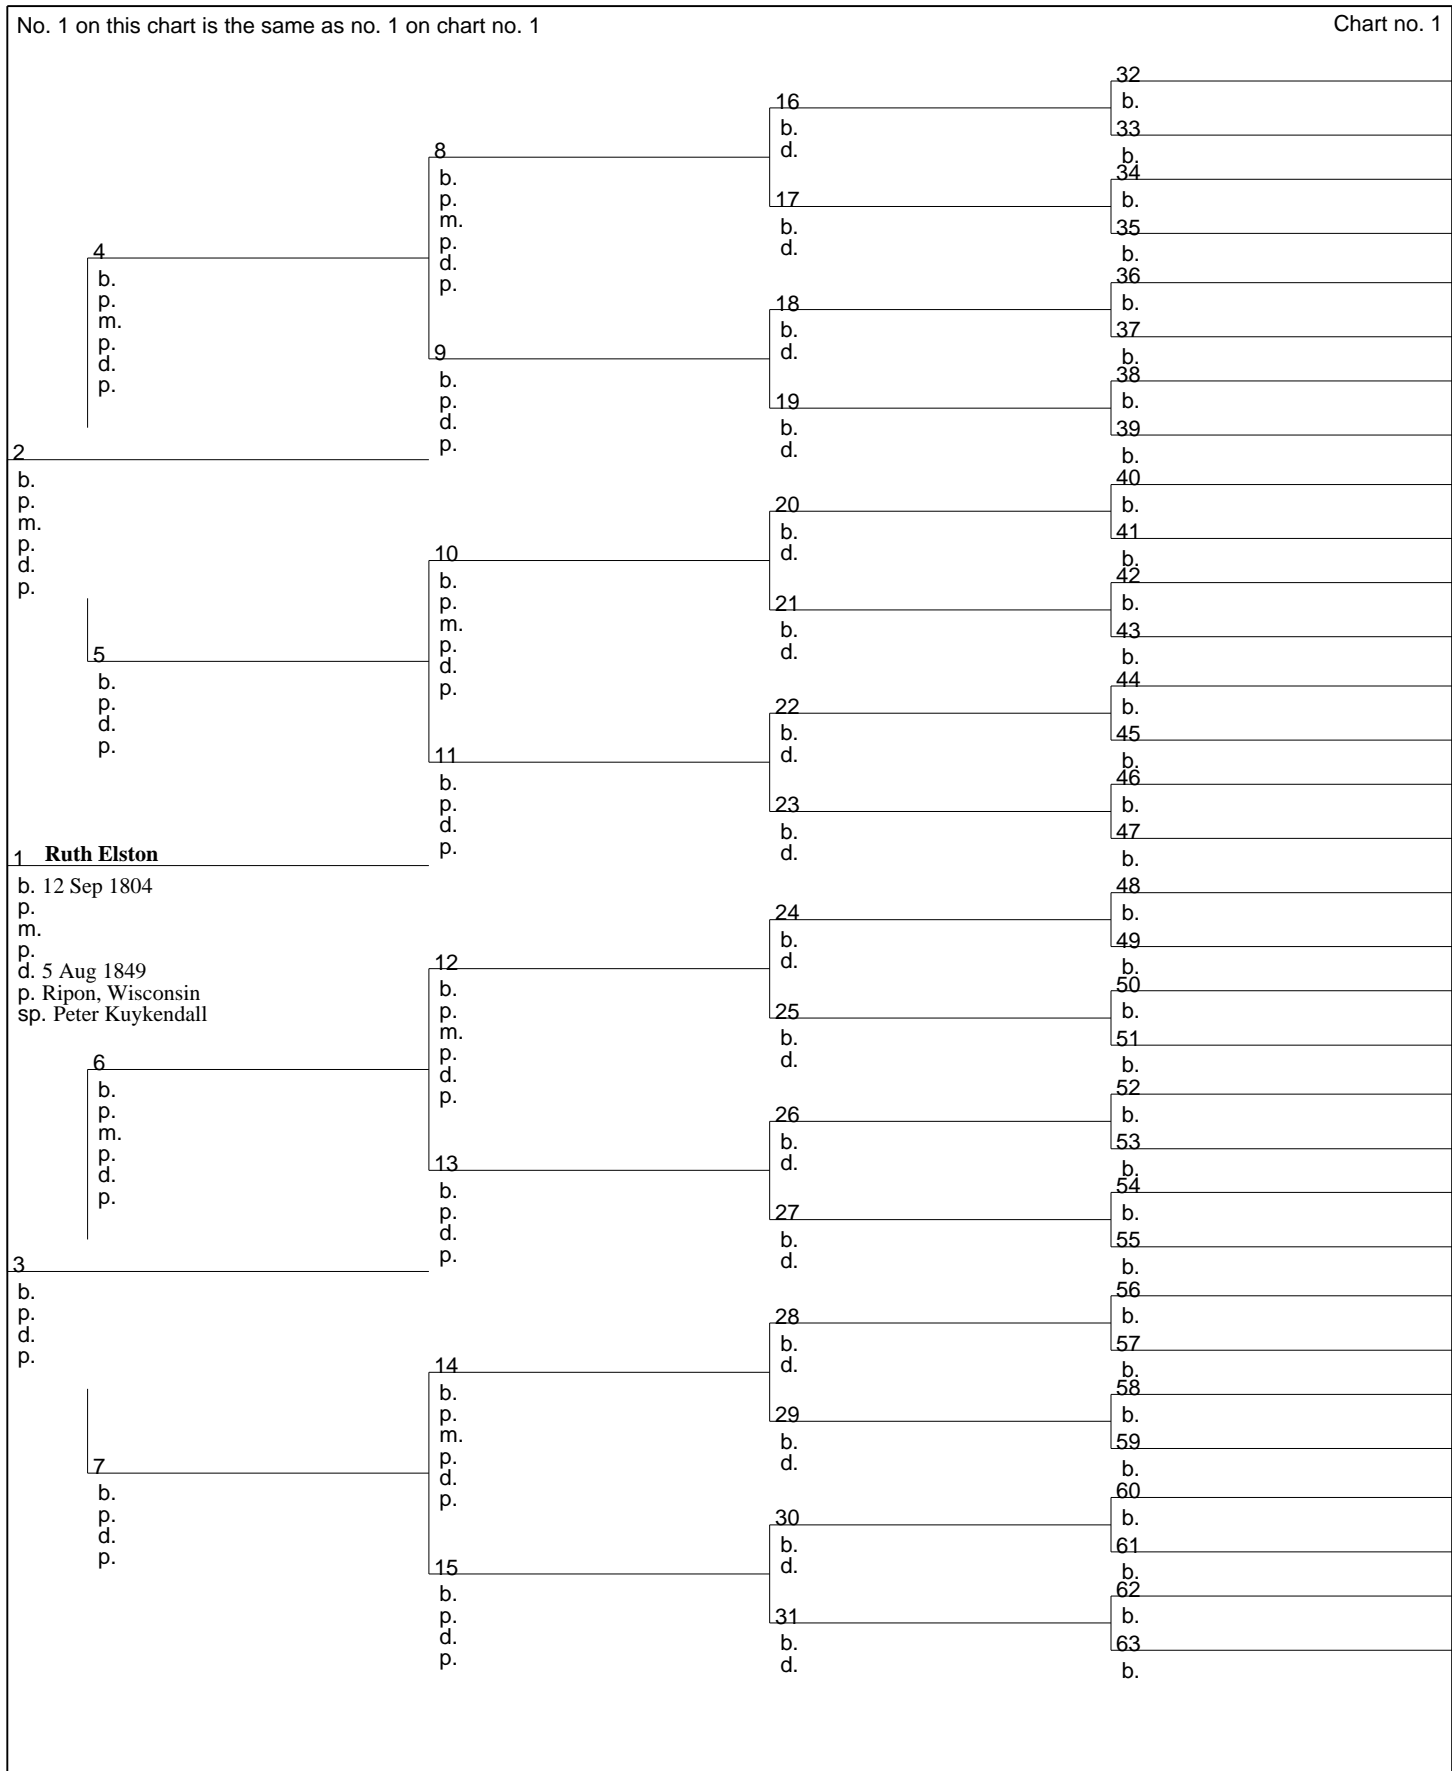 No. 1 on this chart is the same as no. 1 on chart no. 1
Chart no. 1
2
b.
p.
m.
p.
d.
p.
1 Ruth Elston
b. 12 Sep 1804
p.
m.
p.
d. 5 Aug 1849
p. Ripon, Wisconsin
sp. Peter Kuykendall
3
b.
p.
d.
p.
4
b.
p.
m.
p.
d.
p.
5
b.
p.
d.
p.
6
b.
p.
m.
p.
d.
p.
7
b.
p.
d.
p.
8
b.
p.
m.
p.
d.
p.
9
b.
p.
d.
p.
10
b.
p.
m.
p.
d.
p.
11
b.
p.
d.
p.
12
b.
p.
m.
p.
d.
p.
13
b.
p.
d.
p.
14
b.
p.
m.
p.
d.
p.
15
b.
p.
d.
p.
16
b.
d.
17
b.
d.
18
b.
d.
19
b.
d.
20
b.
d.
21
b.
d.
22
b.
d.
23
b.
d.
24
b.
d.
25
b.
d.
26
b.
d.
27
b.
d.
28
b.
d.
29
b.
d.
30
b.
d.
31
b.
d.
32
b.
33
b.
34
b.
35
b.
36
b.
37
b.
38
b.
39
b.
40
b.
41
b.
42
b.
43
b.
44
b.
45
b.
46
b.
47
b.
48
b.
49
b.
50
b.
51
b.
52
b.
53
b.
54
b.
55
b.
56
b.
57
b.
58
b.
59
b.
60
b.
61
b.
62
b.
63
b.